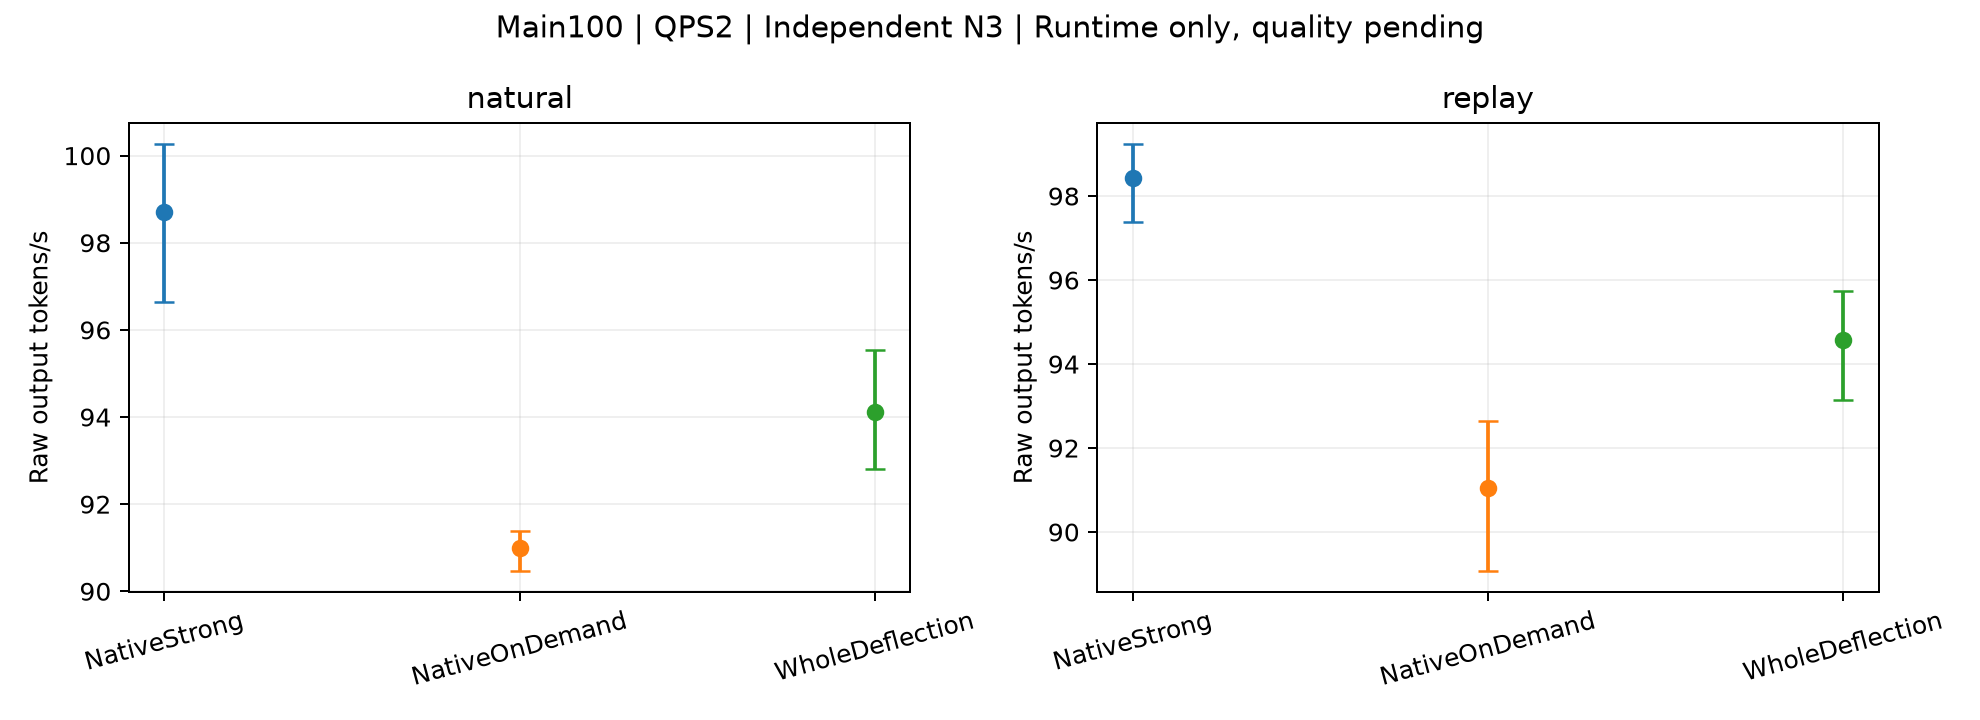 Main100 | QPS2 | Independent N3 | Runtime only, quality pending
natural
Raw output tokens/s
100
98
96
94
92
90
NativeStrong
NativeOnDemand
WholeDeflection
replay
Raw output tokens/s
98
96
94
92
90
NativeStrong
NativeOnDemand
WholeDeflection